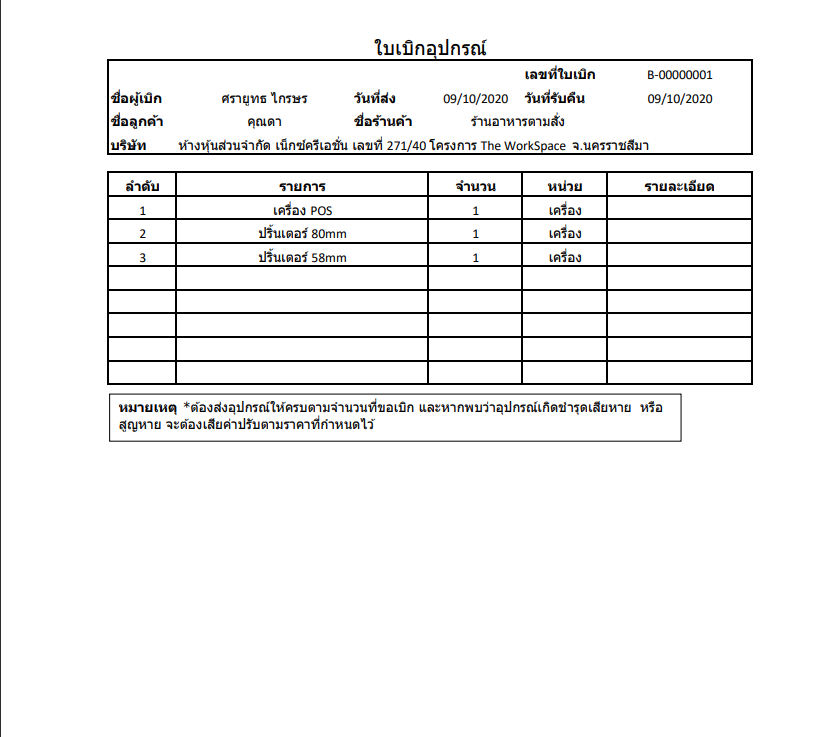 ใบเบิกอุปกรณ์
เลขที่ใบเบิก B-00000001
ชื่อผู้เบิก ศรายุทธ ไกรษร วันที่ส่ง 09/10/2020 วันที่รับคืน 09/10/2020
ชื่อลูกค้า คุณดา ชื่อร้านค้า ร้านอาหารตามสั่ง
บริษัท ห้างหุ้นส่วนจำกัด เน็กซ์ครีเอชั่น เลขที่ 271/40 โครงการ The WorkSpace จ.นครราชสีมา
ลำดับ รายการ จำนวน หน่วย รายละเอียด
1 เครื่อง POS 1 เครื่อง
2 ปริ้นเตอร์ 80mm 1 เครื่อง
3 ปริ้นเตอร์ 58mm 1 เครื่อง
หมายเหตุ *ต้องส่งอุปกรณ์ให้ครบตามจำนวนที่ขอเบิก และหากพบว่าอุปกรณ์เกิดชำรุดเสียหาย หรือ
สูญหาย จะต้องเสียค่าปรับตามราคาที่กำหนดไว้